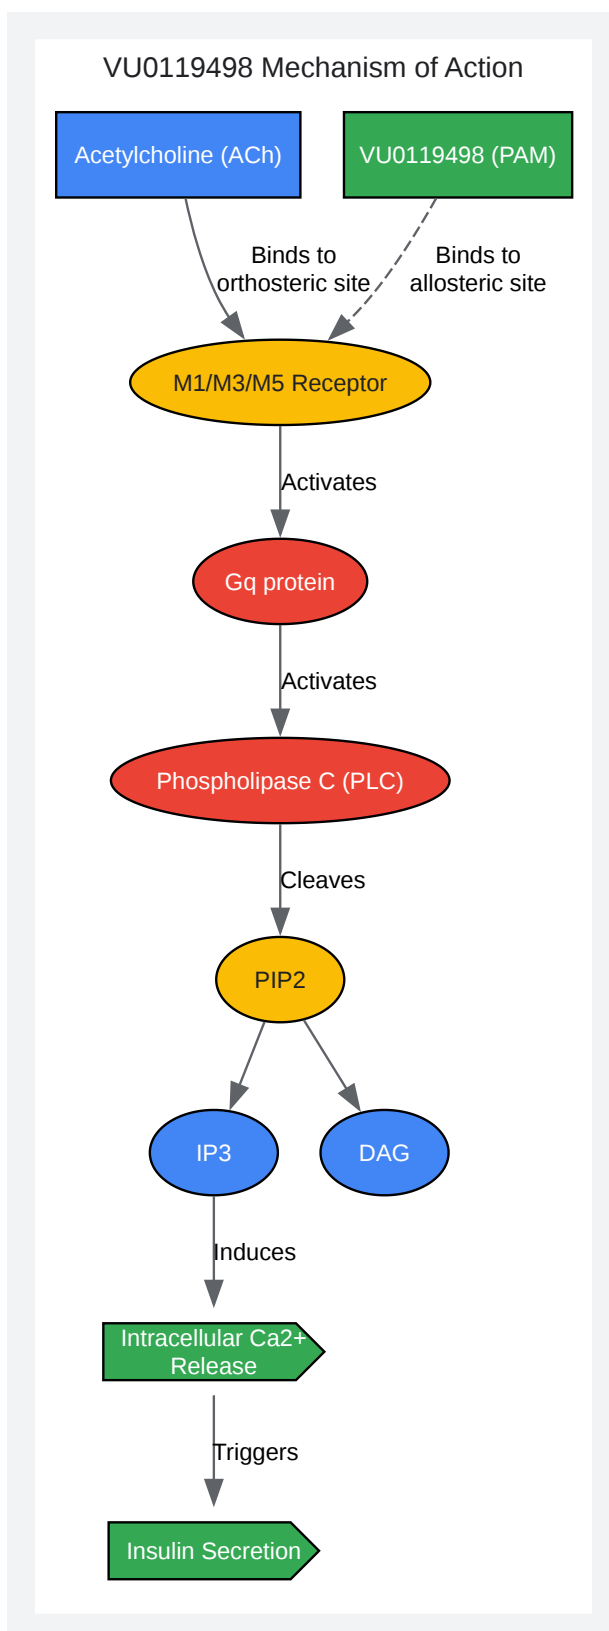 VU0119498 Mechanism of Action
Acetylcholine (ACh)
VU0119498 (PAM)
Binds to
orthosteric site
Binds to
allosteric site
M1/M3/M5 Receptor
Activates
Gq protein
Activates
Phospholipase C (PLC)
Cleaves
PIP2
IP3
DAG
Induces
Intracellular Ca2+
Release
Triggers
Insulin Secretion